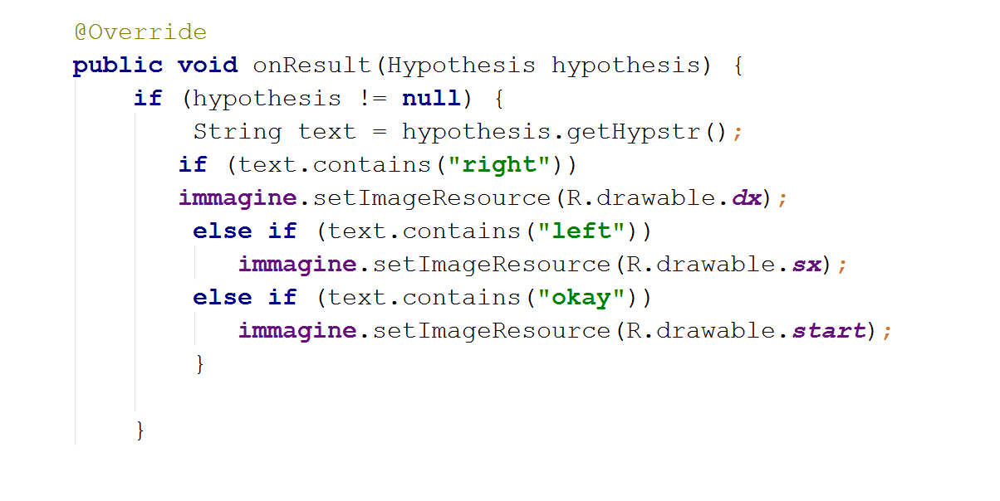 @Override
public void onResult(Hypothesis hypothesis) {
    if (hypothesis != null) {
        String text = hypothesis.getHypstr();
       if (text.contains("right"))
       immagine.setImageResource(R.drawable.dx);
        else if (text.contains("left"))
           immagine.setImageResource(R.drawable.sx);
        else if (text.contains("okay"))
           immagine.setImageResource(R.drawable.start);
        }
    }